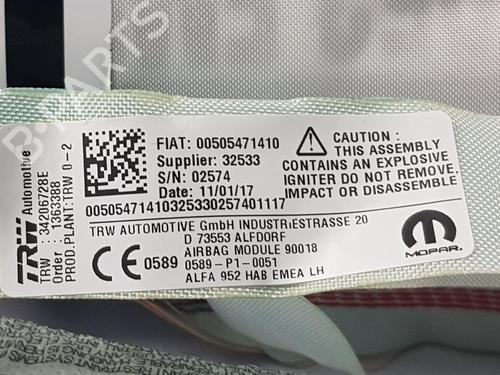 TRW Automotive
TRW : 34206728E
Order : 1363388
PROD.PLANT:TRW 0-2
FIAT: 00505471410
Supplier: 32533
S/N: 02574
Date: 11/01/17
00505471410325330257401117
CAUTION :
THIS ASSEMBLY
CONTAINS AN EXPLOSIVE
IGNITER DO NOT REMOVE.
IMPACT OR DISASSEMBLE
TRW AUTOMOTIVE GmbH INDUSTRIESTRASSE 20
D 73553 ALFDORF
AIRBAG MODULE 90018
CE 0589 0589-P1-0051
ALFA 952 HAB EMEA LH
MOPAR
B-PARTS